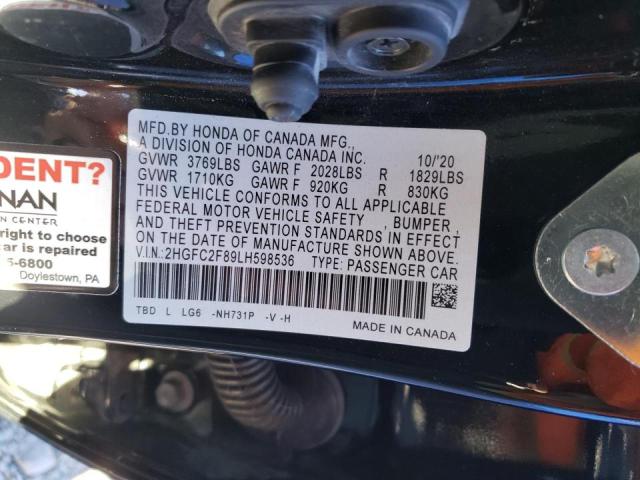 MFD.BY HONDA OF CANADA MFG.,
A DIVISION OF HONDA CANADA INC. 10/'20
GVWR 3769LBS GAWR F 2028LBS R 1829LBS
GVWR 1710KG GAWR F 920KG R 830KG
THIS VEHICLE CONFORMS TO ALL APPLICABLE
FEDERAL MOTOR VEHICLE SAFETY , BUMPER ,
AND THEFT PREVENTION STANDARDS IN EFFECT
ON THE DATE OF MANUFACTURE SHOWN ABOVE.
V.I.N.:2HGFC2F89LH598536 TYPE: PASSENGER CAR
TBD L LG6 -NH731P -V -H
MADE IN CANADA
DENT?
NAN
N CENTER
right to choose
car is repaired
-6800
Doylestown, PA